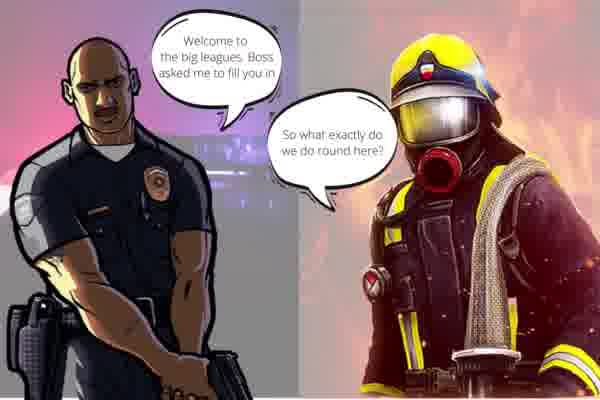 Welcome to
the big leagues. Boss
asked me to fill you in
So what exactly do
we do round here?